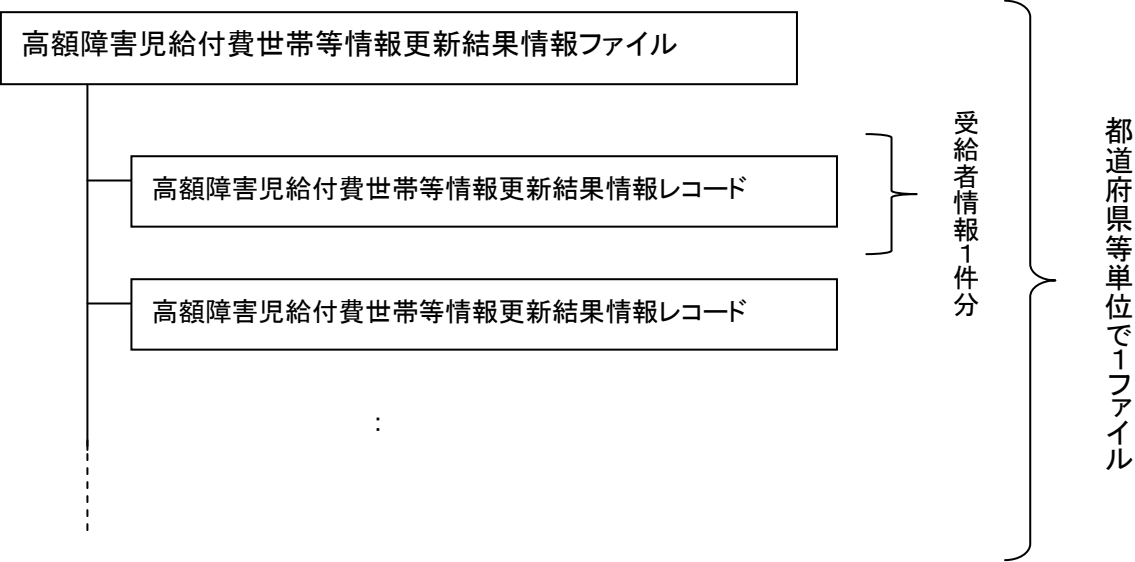 高額障害児給付費世帯等情報更新結果情報ファイル
高額障害児給付費世帯等情報更新結果情報レコード
高額障害児給付費世帯等情報更新結果情報レコード
:
受給者情報1件分
都道府県等単位で1ファイル